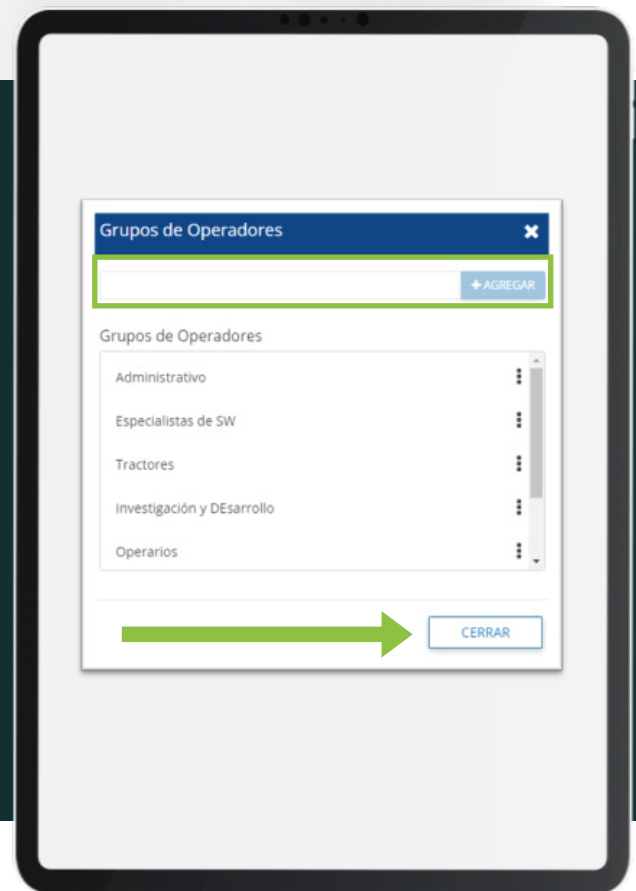 Grupos de Operadores
+ AGREGAR
Grupos de Operadores
Administrativo
Especialistas de SW
Tractores
Investigación y DEsarrollo
Operarios
CERRAR